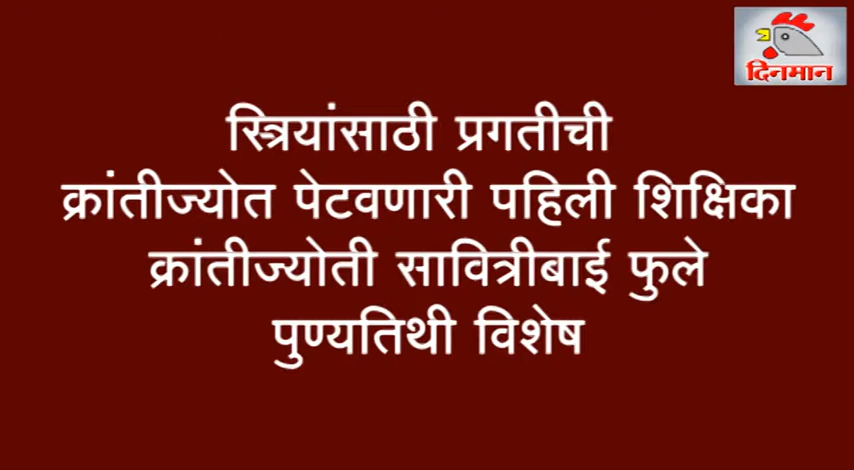 दिनमान
स्त्रियांसाठी प्रगतीची
क्रांतीज्योत पेटवणारी पहिली शिक्षिका
क्रांतीज्योती सावित्रीबाई फुले
पुण्यतिथी विशेष